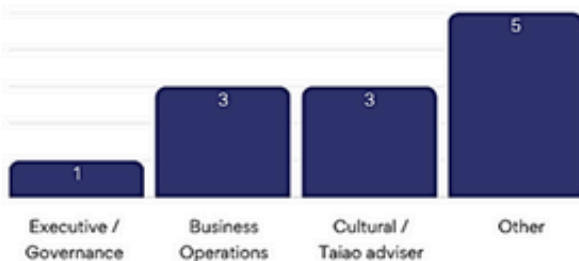 5
3
3
1
Executive /
Governance
Business
Operations
Cultural /
Taiao adviser
Other